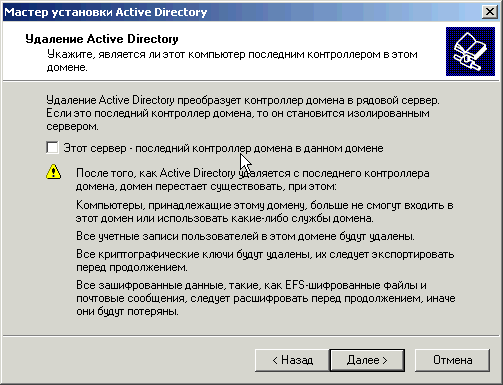 Мастер установки Active Directory
Удаление Active Directory
Укажите, является ли этот компьютер последним контроллером в этом
домене.
Удаление Active Directory преобразует контроллер домена в рядовой сервер.
Если это последний контроллер домена, то он становится изолированным
сервером.
Этот сервер - последний контроллер домена в данном домене
После того, как Active Directory удаляется с последнего контроллера
домена, домен перестает существовать, при этом:
Компьютеры, принадлежащие этому домену, больше не смогут входить в
этот домен или использовать какие-либо службы домена.
Все учетные записи пользователей в этом домене будут удалены.
Все криптографические ключи будут удалены, их следует экспортировать
перед продолжением.
Все зашифрованные данные, такие, как EFS-шифрованные файлы и
почтовые сообщения, следует расшифровать перед продолжением, иначе
они будут потеряны.
< Назад
Далее >
Отмена